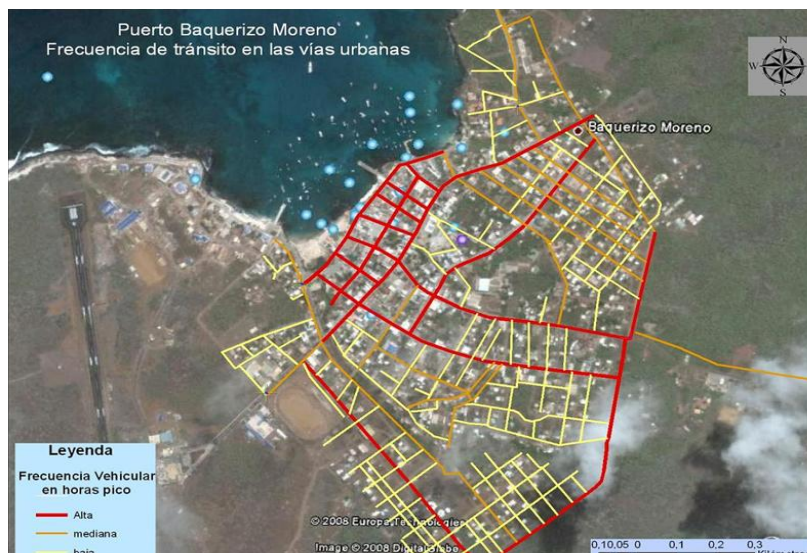 Puerto Baquerizo Moreno
Frecuencia de tránsito en las vías urbanas
N
W
E
S
Baquerizo Moreno
Leyenda
Frecuencia Vehicular
en horas pico
Alta
mediana
baja
© 2008 Europa Technologies
Image © 2008 DigitalGlobe
0,10,05 0 0,1 0,2 0,3